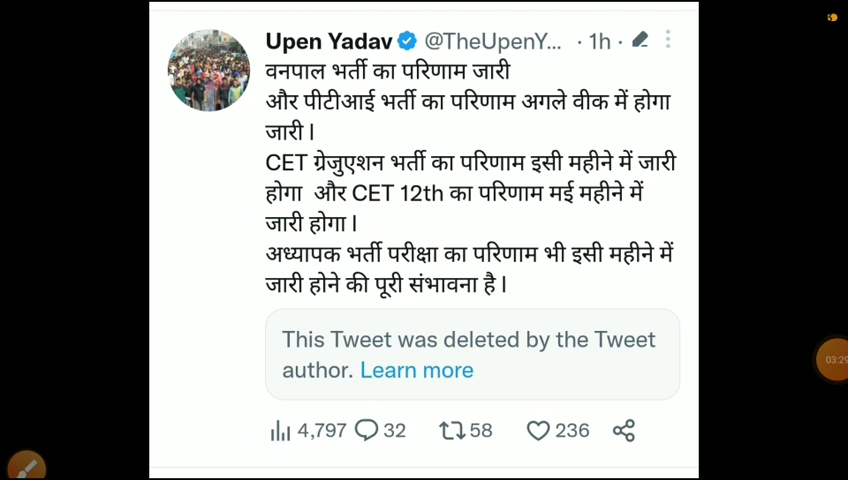 Upen Yadav @TheUpenY... · 1h ·
वनपाल भर्ती का परिणाम जारी
और पीटीआई भर्ती का परिणाम अगले वीक में होगा
जारी।
CET ग्रेजुएशन भर्ती का परिणाम इसी महीने में जारी
होगा और CET 12th का परिणाम मई महीने में
जारी होगा।
अध्यापक भर्ती परीक्षा का परिणाम भी इसी महीने में
जारी होने की पूरी संभावना है।
This Tweet was deleted by the Tweet
author. Learn more
4,797 32 58 236
03:29